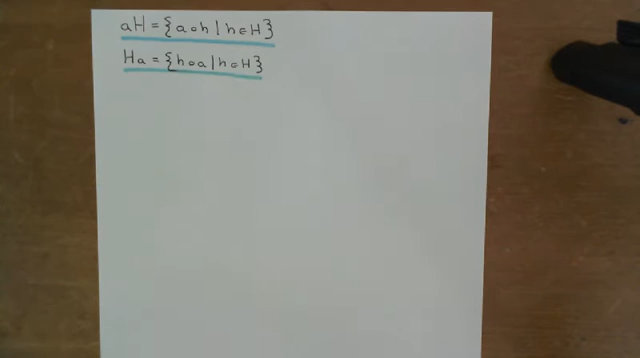 aH = {a∘h | h∈H}
Ha = {h∘a | h∈H}